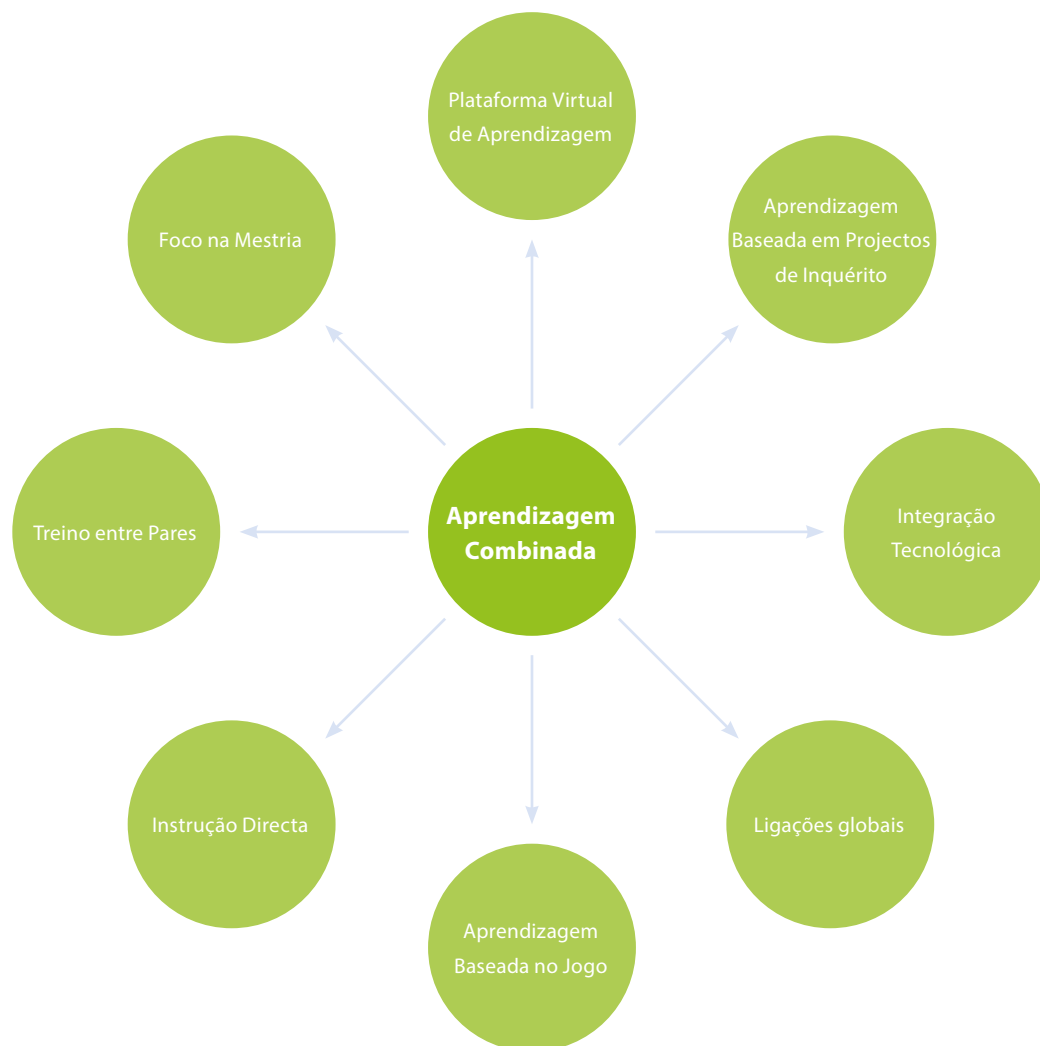 Plataforma Virtual
de Aprendizagem
Aprendizagem
Baseada em Projectos
de Inquérito
Foco na Mestria
Aprendizagem
Combinada
Integração
Tecnológica
Treino entre Pares
Instrução Directa
Ligações globais
Aprendizagem
Baseada no Jogo